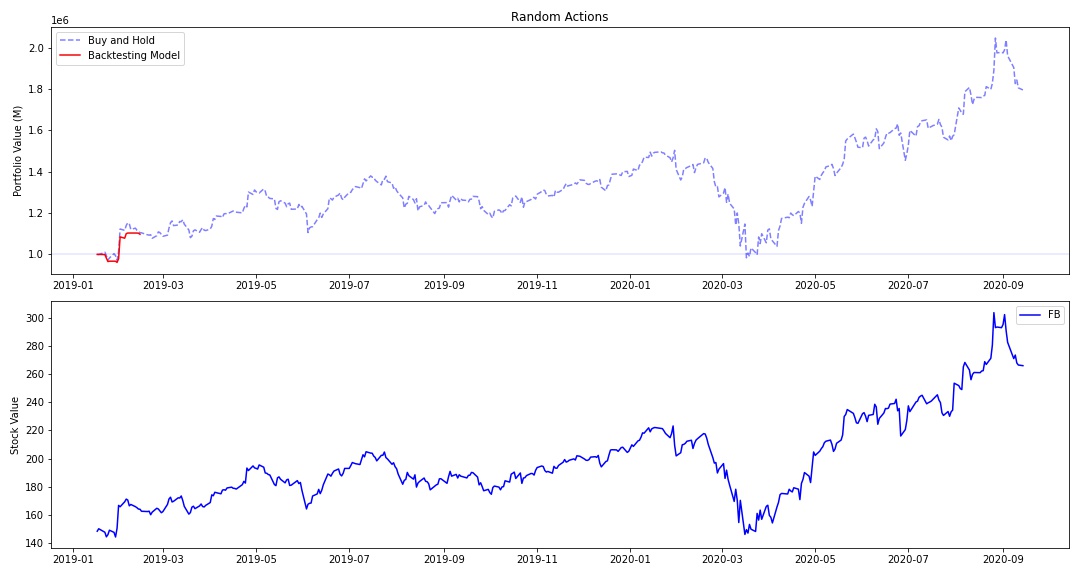 Random Actions
1e6
Buy and Hold
Backtesting Model
Portfolio Value (M)
2.0
1.8
1.6
1.4
1.2
1.0
2019-01 2019-03 2019-05 2019-07 2019-09 2019-11 2020-01 2020-03 2020-05 2020-07 2020-09
FB
Stock Value
300
280
260
240
220
200
180
160
140
2019-01 2019-03 2019-05 2019-07 2019-09 2019-11 2020-01 2020-03 2020-05 2020-07 2020-09